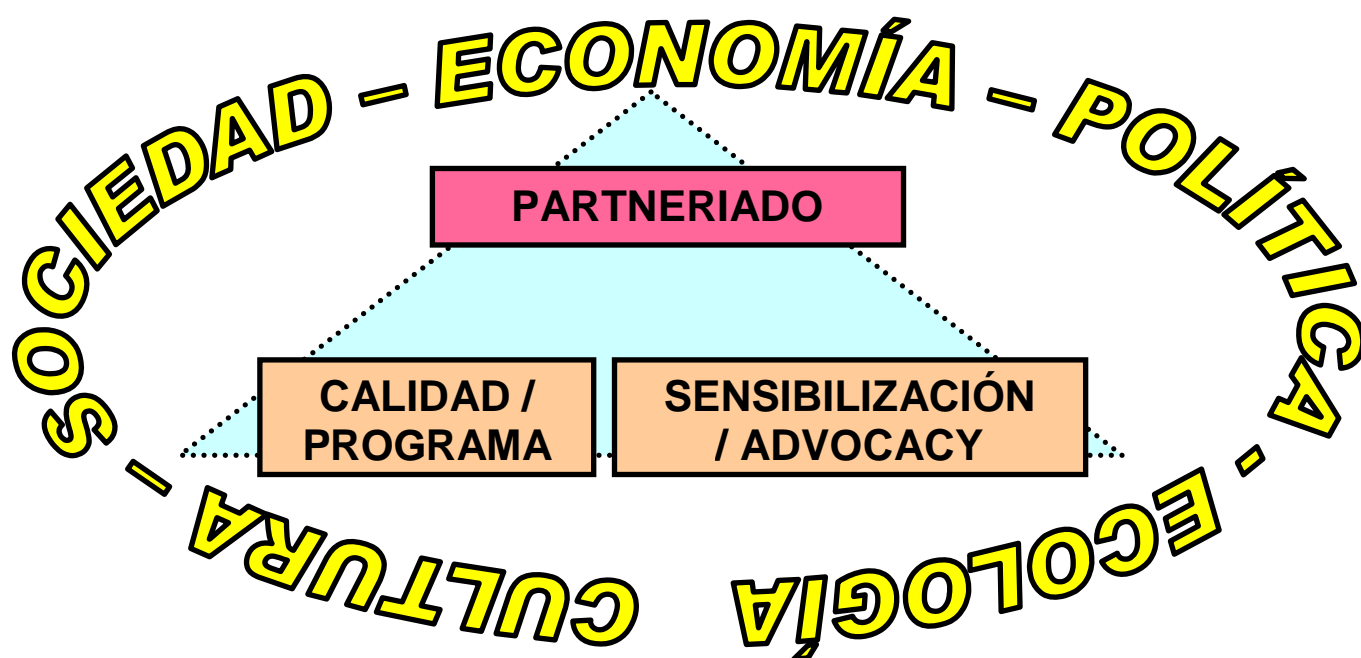 CULTURA – SOCIEDAD – ECONOMÍA – POLÍTICA - ECOLOGÍA
PARTNERIADO
CALIDAD /
PROGRAMA
SENSIBILIZACIÓN
/ ADVOCACY